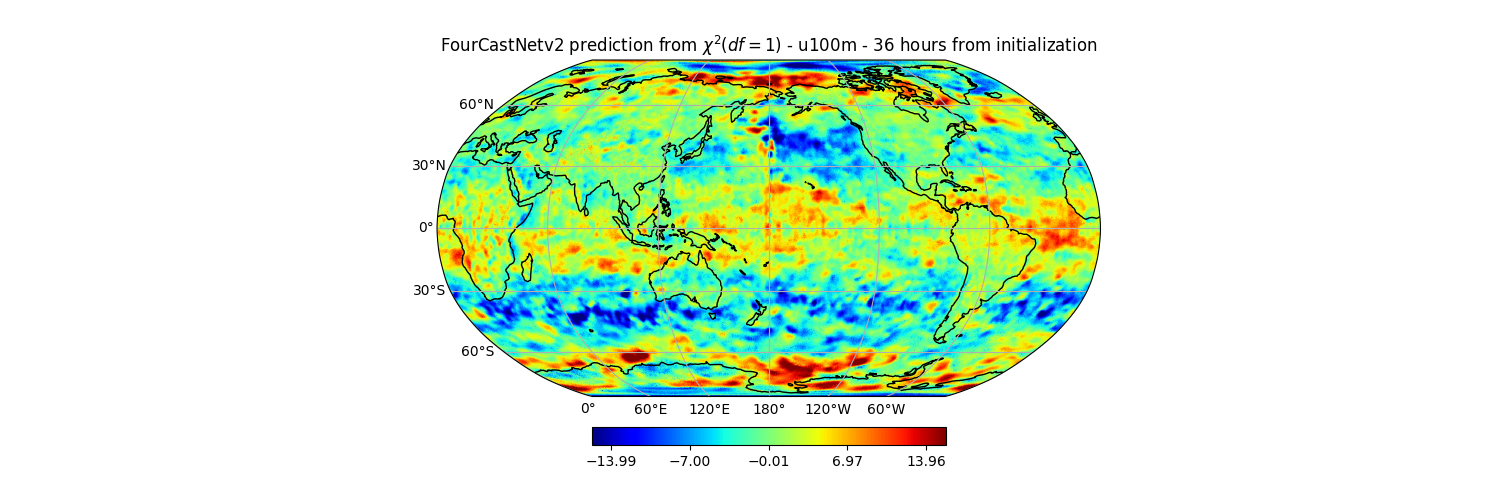 FourCastNetv2 prediction from χ²(df = 1) - u100m - 36 hours from initialization
60°N
30°N
0°
30°S
60°S
0° 60°E 120°E 180° 120°W 60°W
−13.99 −7.00 −0.01 6.97 13.96